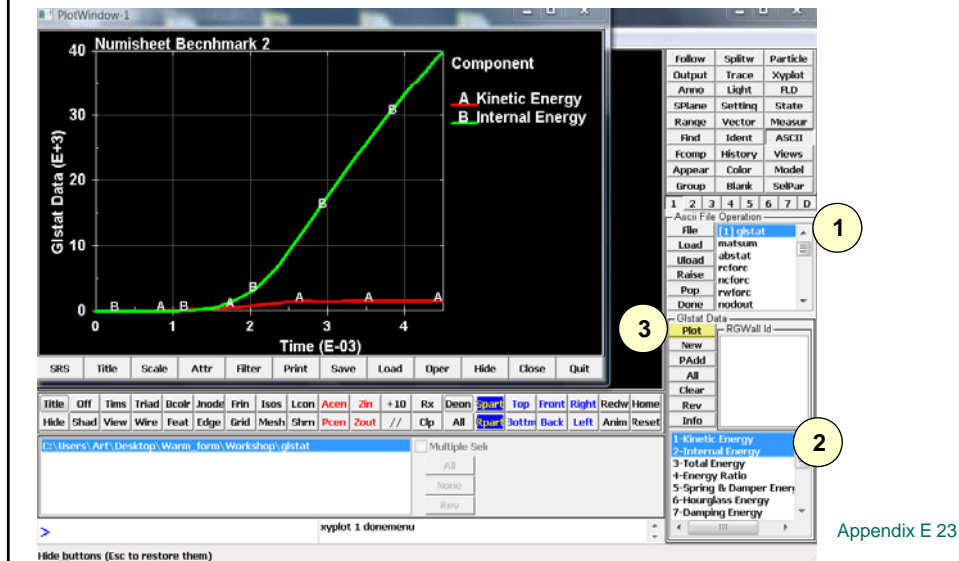 PlotWindow-1
Numisheet Becnhmark 2
40
30
20
10
0
Glstat Data (E+3)
0 1 2 3 4
Time (E-03)
Component
A Kinetic Energy
B Internal Energy
B A B A B A B A B A
SRS Title Scale Attr Filter Print Save Load Oper Hide Close Quit
Follow Splitw Particle
Output Trace Xyplot
Anno Light FLD
SPlane Setting State
Range Vector Measur
Find Ident ASCII
Fcomp History Views
Appear Color Model
Group Blank SelPar
1 2 3 4 5 6 7 D
Ascii File Operation
File
Load
Uload
Raise
Pop
Done
[1] glstat
matsum
abstat
rcforc
ncforc
rwforc
nodout
1
Glstat Data
3
Plot
New
PAdd
All
Clear
Rev
Info
RGWall Id
1-Kinetic Energy
2-Internal Energy
3-Total Energy
4-Energy Ratio
5-Spring & Damper Ener
6-Hourglass Energy
7-Damping Energy
2
Title Off Tims Triad Bcolr Jnode Frin Isos Lcon Acen Zin +10 Rx Deon Spart Top Front Right Redw Home
Hide Shad View Wire Feat Edge Grid Mesh Shrn Pcen Zout // Clp All Rpart Bottm Back Left Anim Reset
C:\Users\Art\Desktop\Warm_form\Workshop\glstat
Multiple Sel
All
None
Rev
>
xyplot 1 donemenu
Hide buttons (Esc to restore them)
Appendix E 23